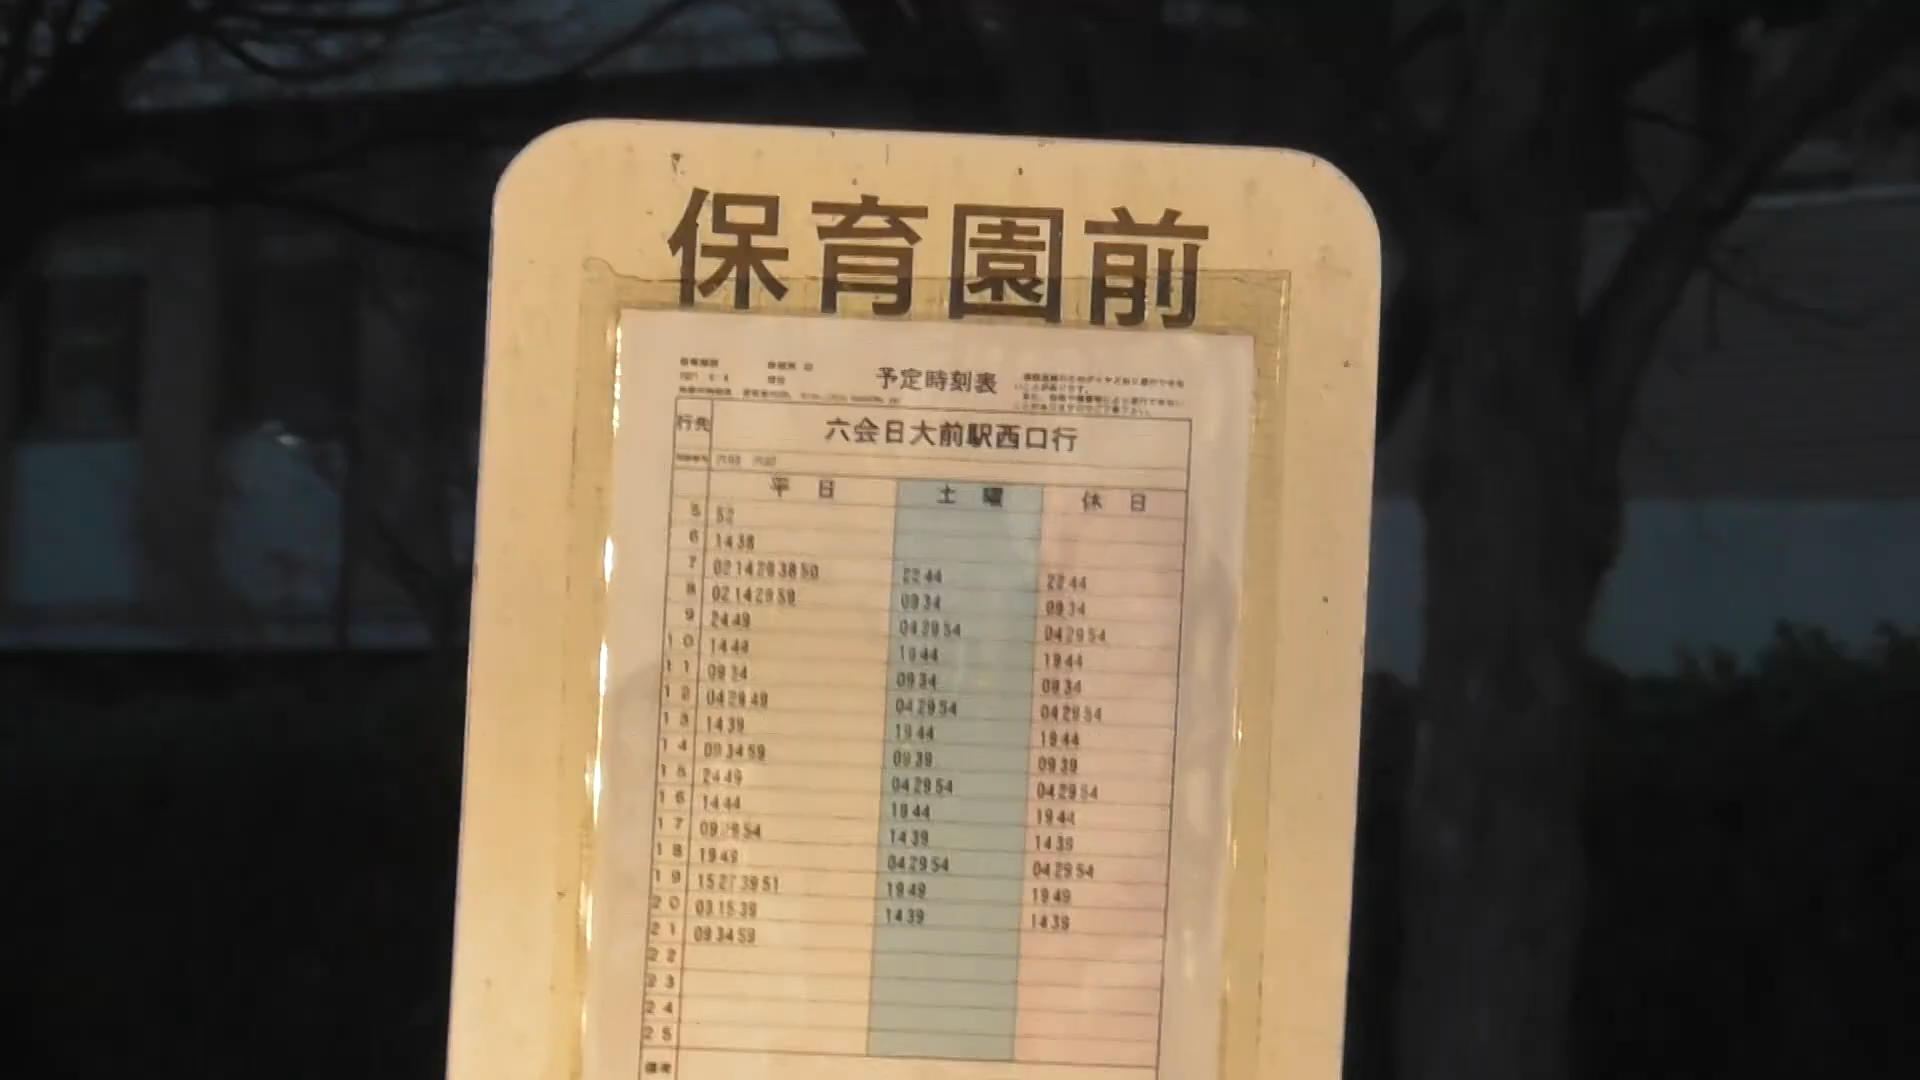 保育園前
予定時刻表
行先 六会日大前駅西口行
平日 土曜 休日
5 52
6 14 38
7 02 14 26 38 50 22 44 22 44
8 02 14 29 59 09 34 09 34
9 24 49 04 29 54 04 29 54
10 14 44 19 44 19 44
11 09 34 09 34 09 34
12 04 29 49 04 29 54 04 29 54
13 14 39 19 44 19 44
14 09 34 59 09 39 09 39
15 24 49 04 29 54 04 29 54
16 14 44 19 44 19 44
17 09 29 54 14 39 14 39
18 19 49 04 29 54 04 29 54
19 15 27 39 51 19 49 19 49
20 03 15 39 14 39 14 39
21 09 34 59
22
23
24
25
備考